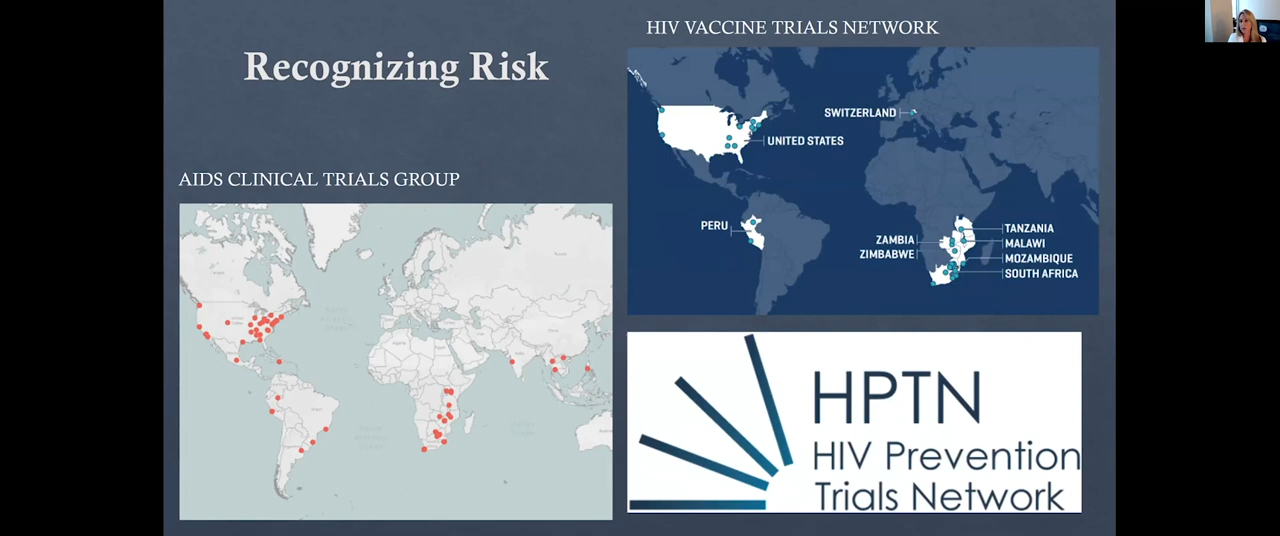 Recognizing Risk
AIDS CLINICAL TRIALS GROUP
HIV VACCINE TRIALS NETWORK
SWITZERLAND
UNITED STATES
PERU
ZAMBIA
ZIMBABWE
TANZANIA
MALAWI
MOZAMBIQUE
SOUTH AFRICA
HPTN
HIV Prevention
Trials Network